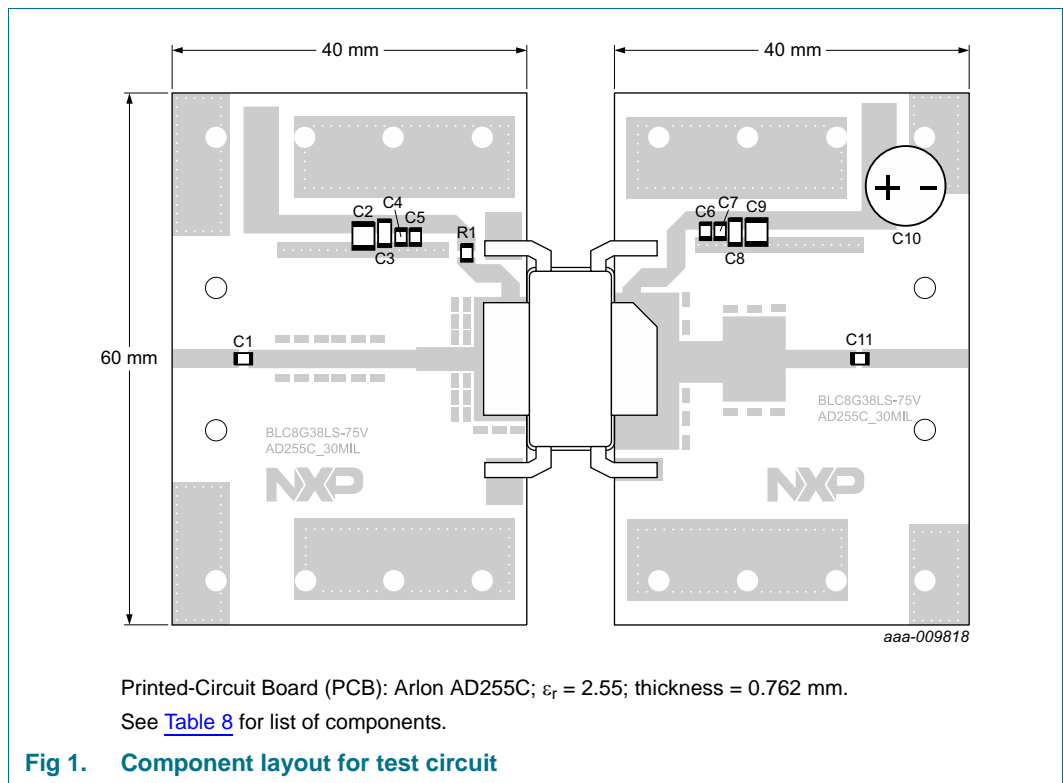 40 mm
40 mm
60 mm
C4
C2
C5
C3
R1
C7
C6
C9
C8
C10
C1
C11
BLC8G38LS-75V
AD255C_30MIL
NXP
BLC8G38LS-75V
AD255C_30MIL
NXP
aaa-009818
Printed-Circuit Board (PCB): Arlon AD255C; εr = 2.55; thickness = 0.762 mm.
See Table 8 for list of components.
Fig 1. Component layout for test circuit